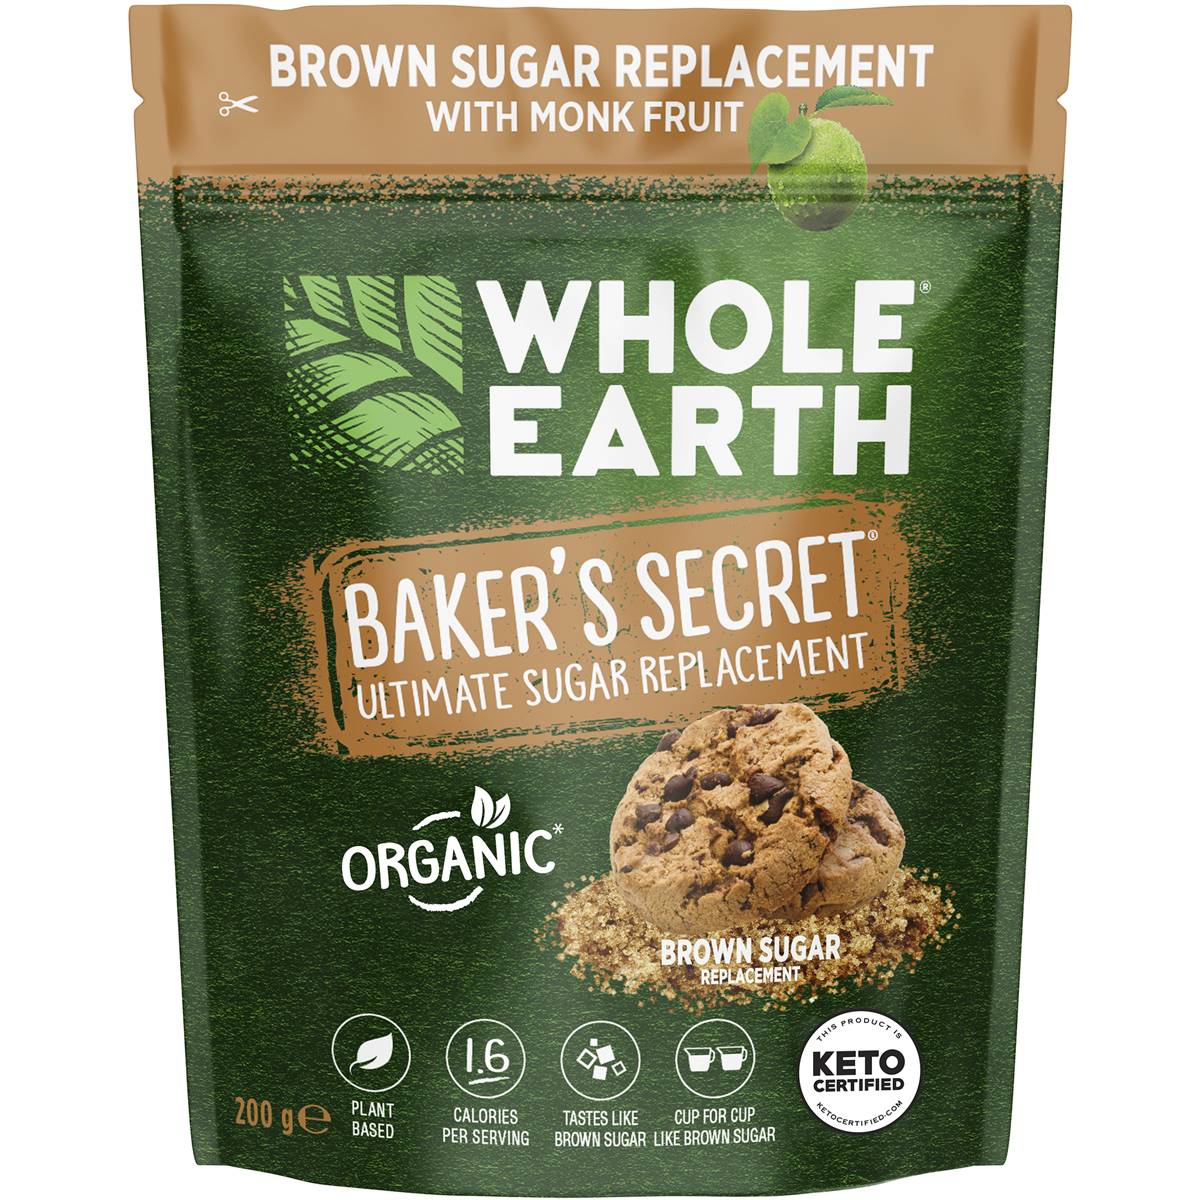 BROWN SUGAR REPLACEMENT
WITH MONK FRUIT
WHOLE®
EARTH
BAKER'S SECRET®
ULTIMATE SUGAR REPLACEMENT
ORGANIC*
BROWN SUGAR
REPLACEMENT
1.6
THIS PRODUCT IS
KETO
CERTIFIED
KETOCERTIFIED.COM
200 g℮
PLANT
BASED
CALORIES
PER SERVING
TASTES LIKE
BROWN SUGAR
CUP FOR CUP
LIKE BROWN SUGAR